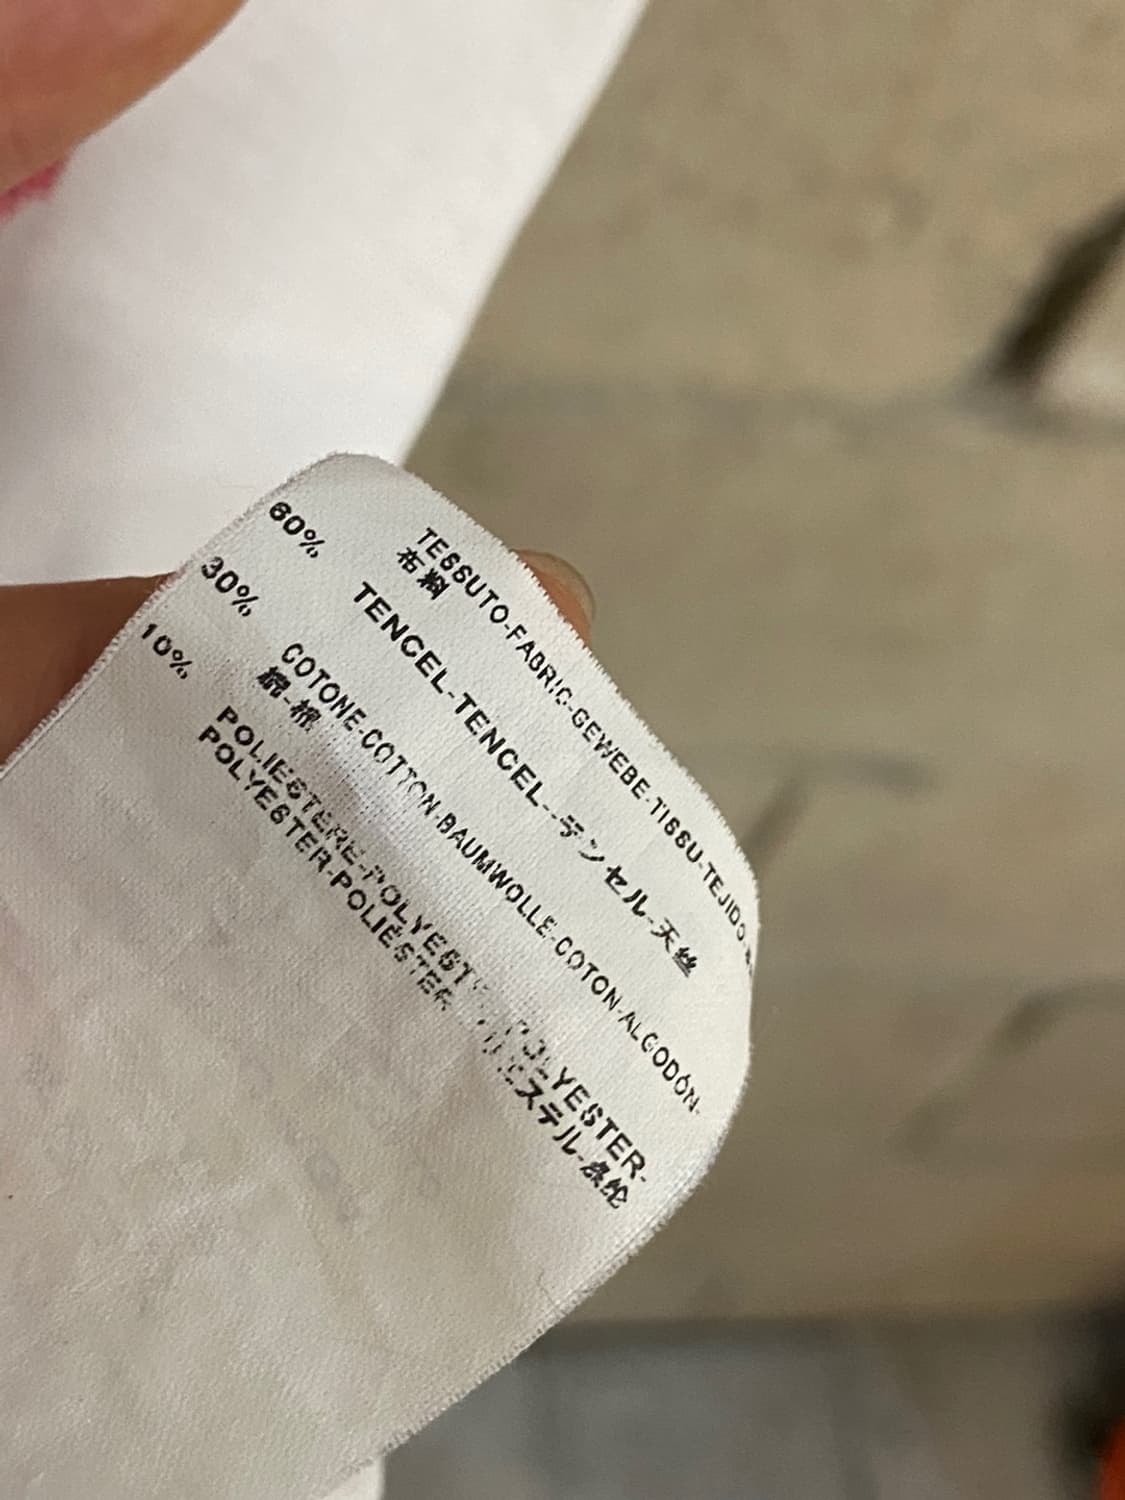 TESSUTO-FABRIC-GEWEBE-TISSU-TEJIDO-
布料
60% TENCEL-TENCEL--テンセル-天丝
30% COTONE-COTTON-BAUMWOLLE-COTON-ALGODÓN-
綿-棉
10% POLIESTERE-POLYESTER-POLYESTER-
POLYESTER-POLIÉSTER-ポリエステル-涤纶